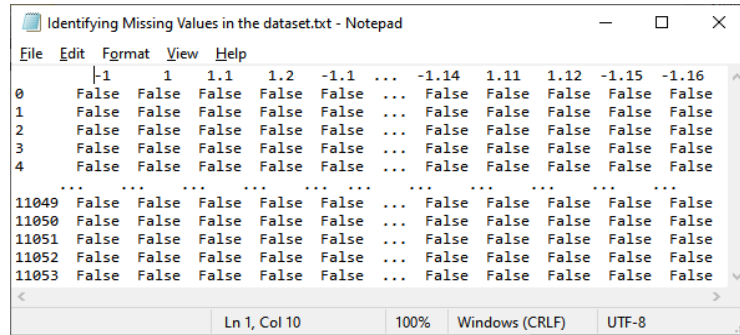 Identifying Missing Values in the dataset.txt - Notepad
File Edit Format View Help
-1 1 1.1 1.2 -1.1 ... -1.14 1.11 1.12 -1.15 -1.16
0 False False False False False ... False False False False False
1 False False False False False ... False False False False False
2 False False False False False ... False False False False False
3 False False False False False ... False False False False False
4 False False False False False ... False False False False False
... ... ... ... ... ... ... ... ... ... ...
11049 False False False False False ... False False False False False
11050 False False False False False ... False False False False False
11051 False False False False False ... False False False False False
11052 False False False False False ... False False False False False
11053 False False False False False ... False False False False False
Ln 1, Col 10 100% Windows (CRLF) UTF-8